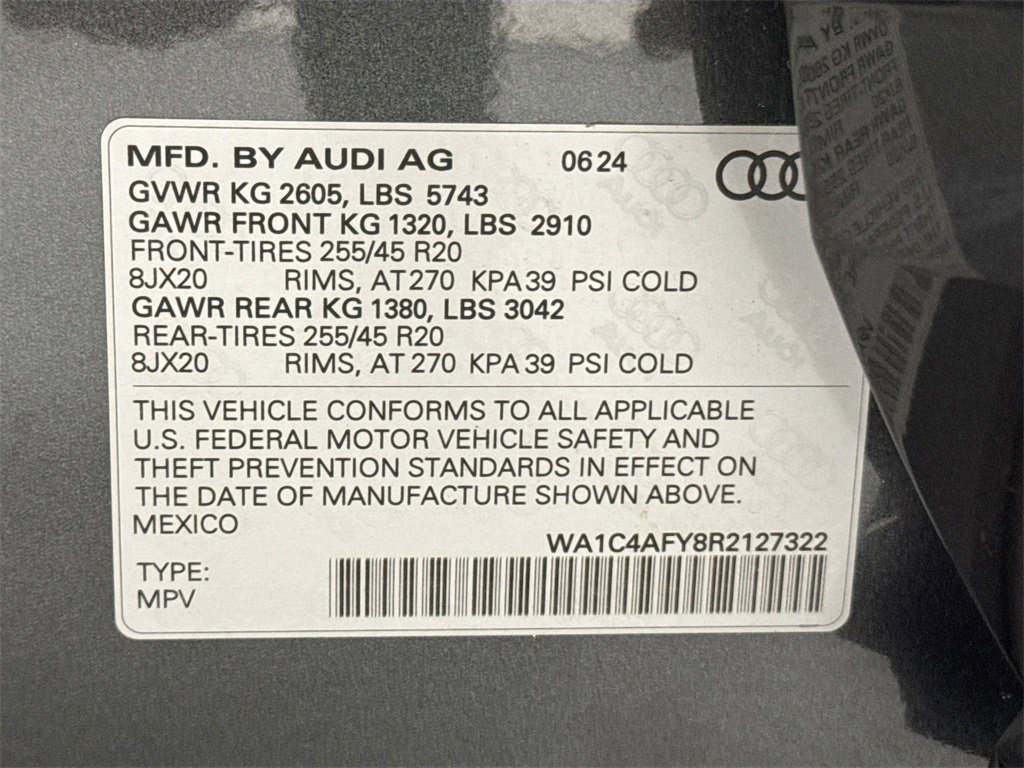 MFD. BY AUDI AG 0624
GVWR KG 2605, LBS 5743
GAWR FRONT KG 1320, LBS 2910
FRONT-TIRES 255/45 R20
8JX20 RIMS, AT 270 KPA 39 PSI COLD
GAWR REAR KG 1380, LBS 3042
REAR-TIRES 255/45 R20
8JX20 RIMS, AT 270 KPA 39 PSI COLD
THIS VEHICLE CONFORMS TO ALL APPLICABLE
U.S. FEDERAL MOTOR VEHICLE SAFETY AND
THEFT PREVENTION STANDARDS IN EFFECT ON
THE DATE OF MANUFACTURE SHOWN ABOVE.
MEXICO
WA1C4AFY8R2127322
TYPE:
MPV